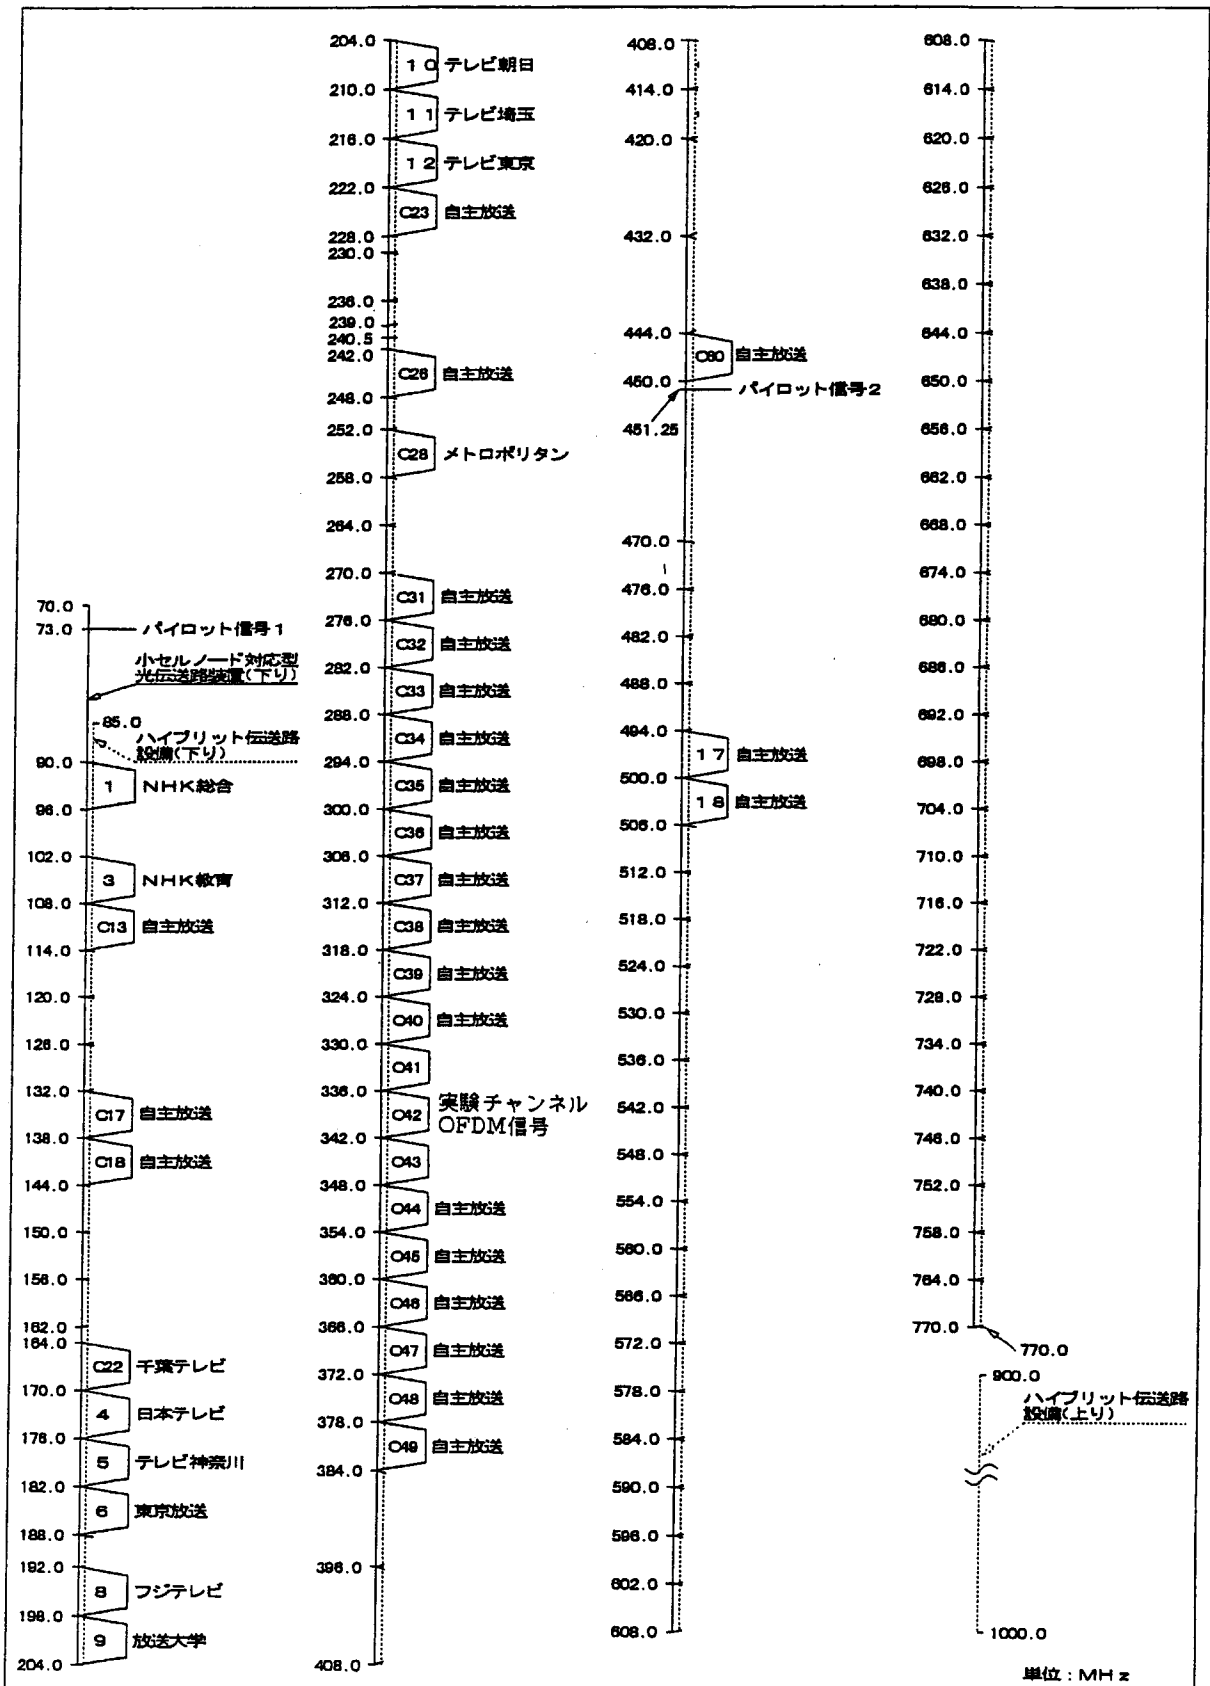 70.0
73.0 パイロット信号1
小セルノード対応型
光伝送路装置(下り)
85.0
ハイブリット伝送路
設備(下り)
90.0
1 NHK総合
96.0
102.0
3 NHK教育
108.0
C13 自主放送
114.0
120.0
126.0
132.0
C17 自主放送
138.0
C18 自主放送
144.0
150.0
156.0
162.0
164.0
C22 千葉テレビ
170.0
4 日本テレビ
176.0
5 テレビ神奈川
182.0
6 東京放送
188.0
192.0
8 フジテレビ
198.0
9 放送大学
204.0
204.0
10 テレビ朝日
210.0
11 テレビ埼玉
216.0
12 テレビ東京
222.0
C23 自主放送
228.0
230.0
236.0
239.0
240.5
242.0
C26 自主放送
248.0
252.0
C28 メトロポリタン
258.0
264.0
270.0
C31 自主放送
276.0
C32 自主放送
282.0
C33 自主放送
288.0
C34 自主放送
294.0
C35 自主放送
300.0
C36 自主放送
306.0
C37 自主放送
312.0
C38 自主放送
318.0
C39 自主放送
324.0
C40 自主放送
330.0
C41
336.0
実験チャンネル
C42
OFDM信号
342.0
C43
348.0
C44 自主放送
354.0
C45 自主放送
360.0
C46 自主放送
366.0
C47 自主放送
372.0
C48 自主放送
378.0
C49 自主放送
384.0
396.0
408.0
408.0
414.0
420.0
432.0
444.0
C60 自主放送
450.0
パイロット信号2
451.25
470.0
476.0
482.0
488.0
494.0
17 自主放送
500.0
18 自主放送
506.0
512.0
518.0
524.0
530.0
536.0
542.0
548.0
554.0
560.0
566.0
572.0
578.0
584.0
590.0
596.0
602.0
608.0
608.0
614.0
620.0
626.0
632.0
638.0
644.0
650.0
656.0
662.0
668.0
674.0
680.0
686.0
692.0
698.0
704.0
710.0
716.0
722.0
728.0
734.0
740.0
746.0
752.0
758.0
764.0
770.0
770.0
900.0
ハイブリット伝送路
設備(上り)
1000.0
単位:MHz